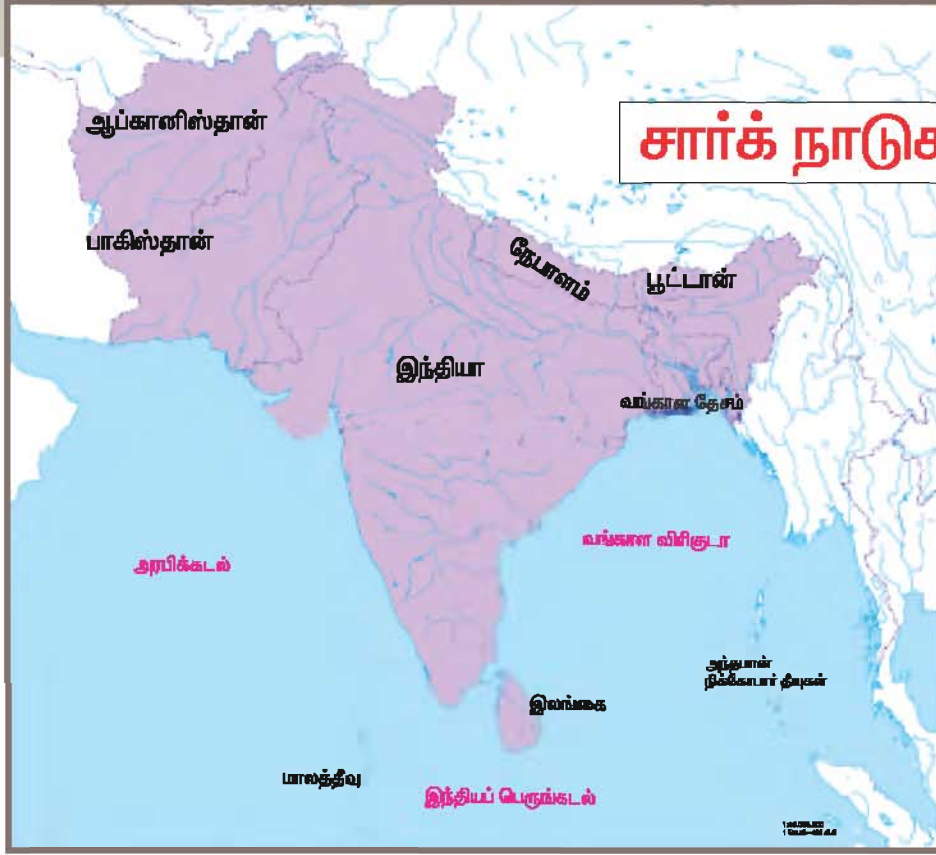 ஆப்கானிஸ்தான்
சார்க் நாடுக
பாகிஸ்தான்
நேபாளம்
பூட்டான்
இந்தியா
வங்காள தேசம்
வங்காள விரிகுடா
அரபிக்கடல்
அந்தமான்
நிக்கோபார் தீவுகள்
இலங்கை
மாலத்தீவு
இந்தியப் பெருங்கடல்